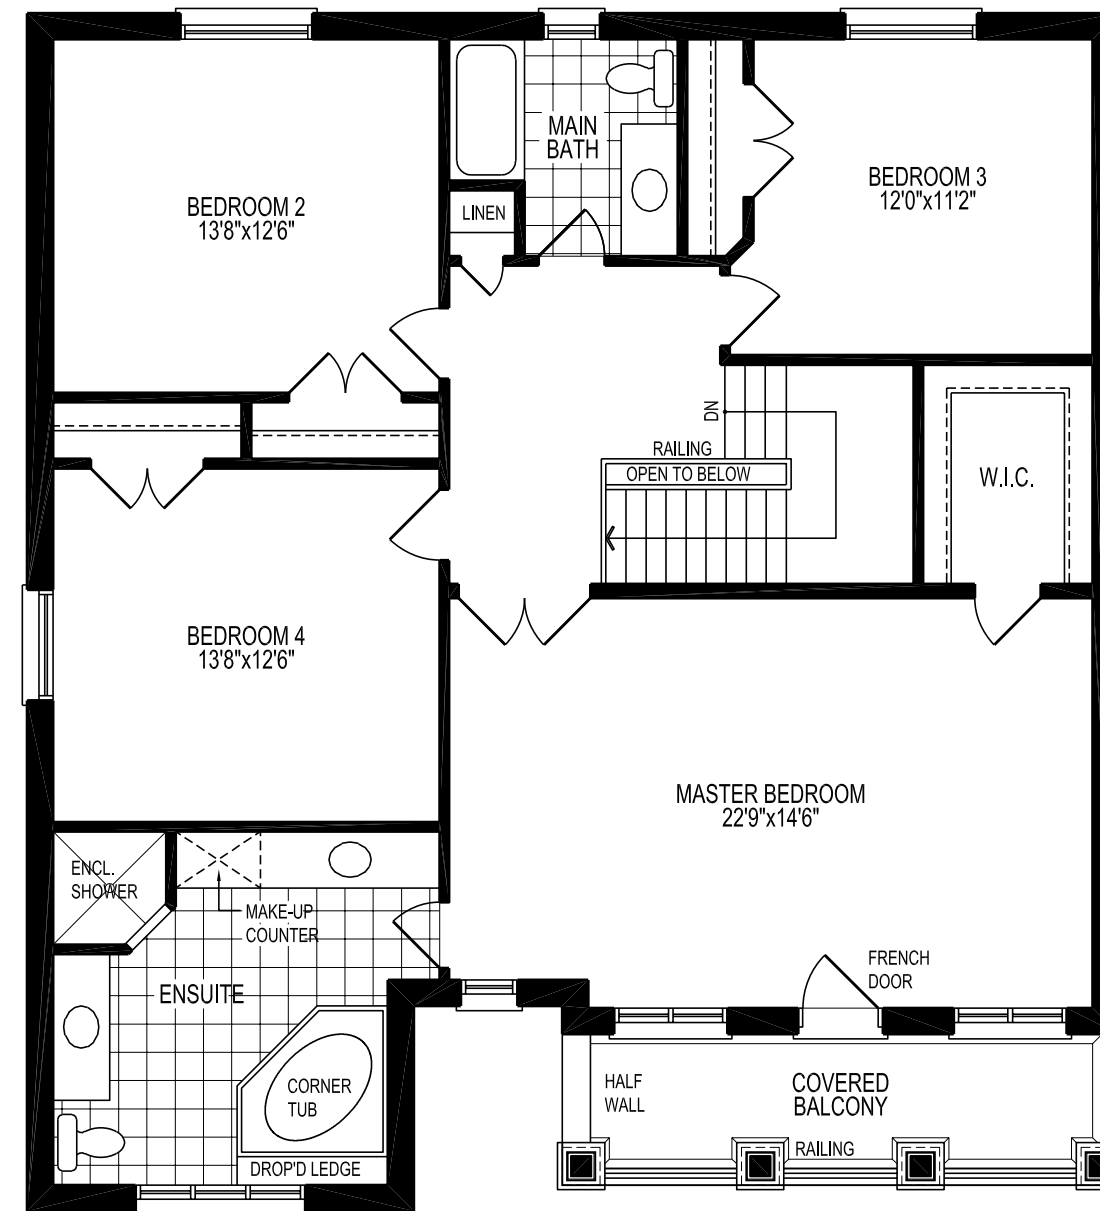 MAIN
BATH
BEDROOM 3
12'0"x11'2"
BEDROOM 2
13'8"x12'6"
LINEN
DN
RAILING
OPEN TO BELOW
W.I.C.
BEDROOM 4
13'8"x12'6"
MASTER BEDROOM
22'9"x14'6"
ENCL.
SHOWER
MAKE-UP
COUNTER
FRENCH
DOOR
ENSUITE
CORNER
TUB
HALF
WALL
COVERED
BALCONY
RAILING
DROP'D LEDGE